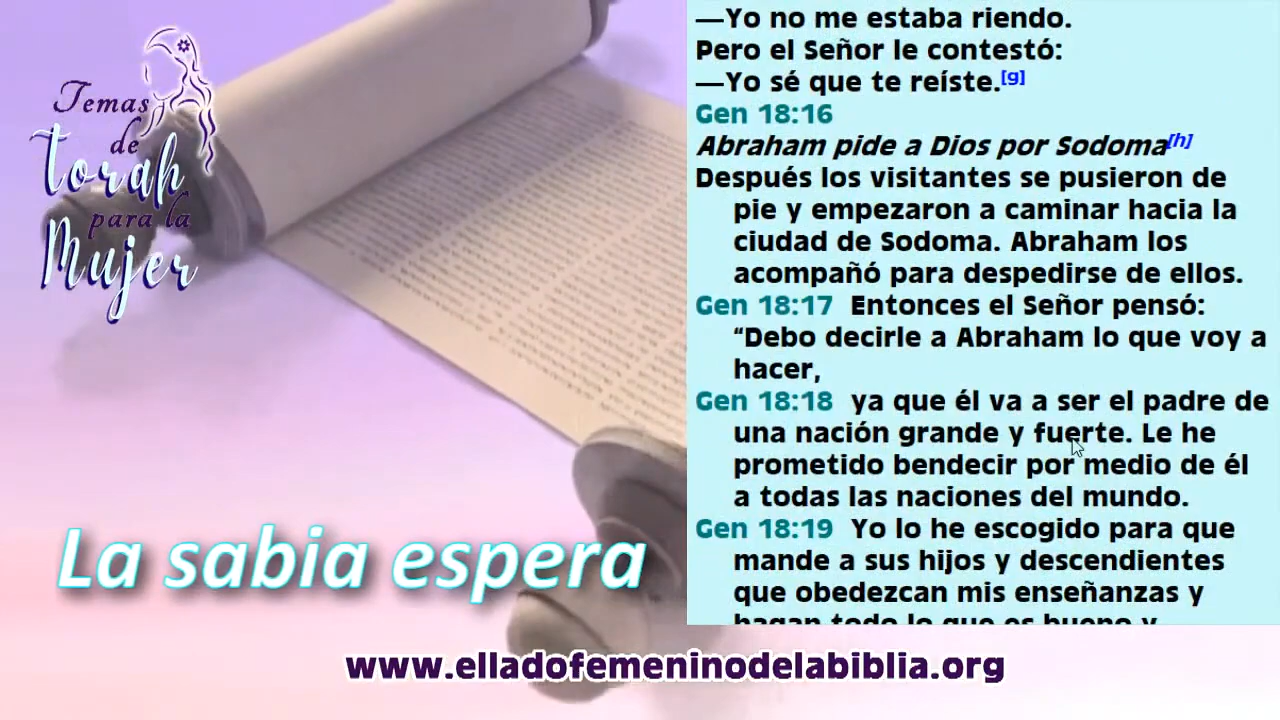 Temas
de
Torah
para la
Mujer
La sabia espera
—Yo no me estaba riendo.
Pero el Señor le contestó:
—Yo sé que te reíste.[g]
Gen 18:16
Abraham pide a Dios por Sodoma[h]
Después los visitantes se pusieron de
pie y empezaron a caminar hacia la
ciudad de Sodoma. Abraham los
acompañó para despedirse de ellos.
Gen 18:17 Entonces el Señor pensó:
“Debo decirle a Abraham lo que voy a
hacer,
Gen 18:18 ya que él va a ser el padre de
una nación grande y fuerte. Le he
prometido bendecir por medio de él
a todas las naciones del mundo.
Gen 18:19 Yo lo he escogido para que
mande a sus hijos y descendientes
que obedezcan mis enseñanzas y
hagan todo lo que es bueno y
www.elladofemeninodelabiblia.org